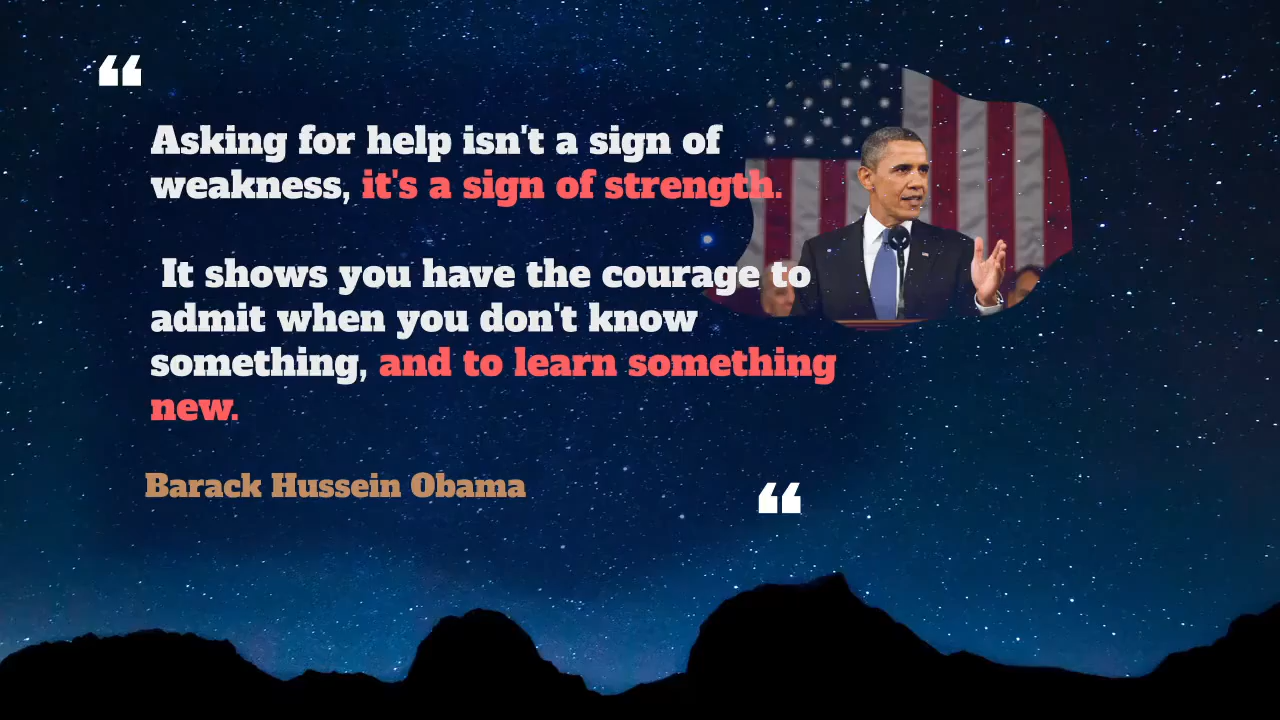 ❝
Asking for help isn't a sign of
weakness, it's a sign of strength.
It shows you have the courage to
admit when you don't know
something, and to learn something
new.
Barack Hussein Obama
❝